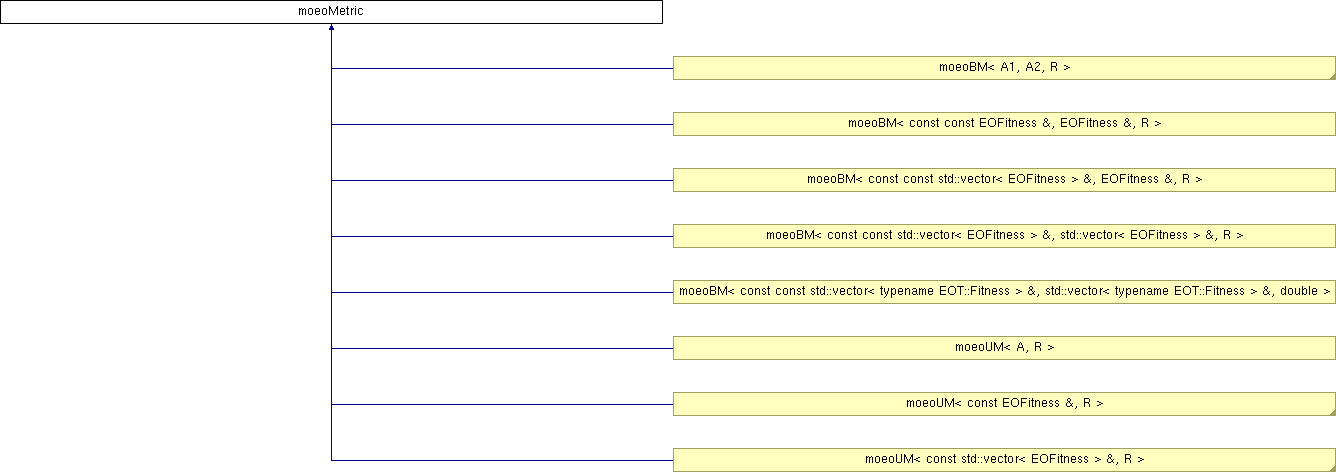 moeoMetric
moeoBM< A1, A2, R >
moeoBM< const const EOFitness &, EOFitness &, R >
moeoBM< const const std::vector< EOFitness > &, EOFitness &, R >
moeoBM< const const std::vector< EOFitness > &, std::vector< EOFitness > &, R >
moeoBM< const const std::vector< typename EOT::Fitness > &, std::vector< typename EOT::Fitness > &, double >
moeoUM< A, R >
moeoUM< const EOFitness &, R >
moeoUM< const std::vector< EOFitness > &, R >